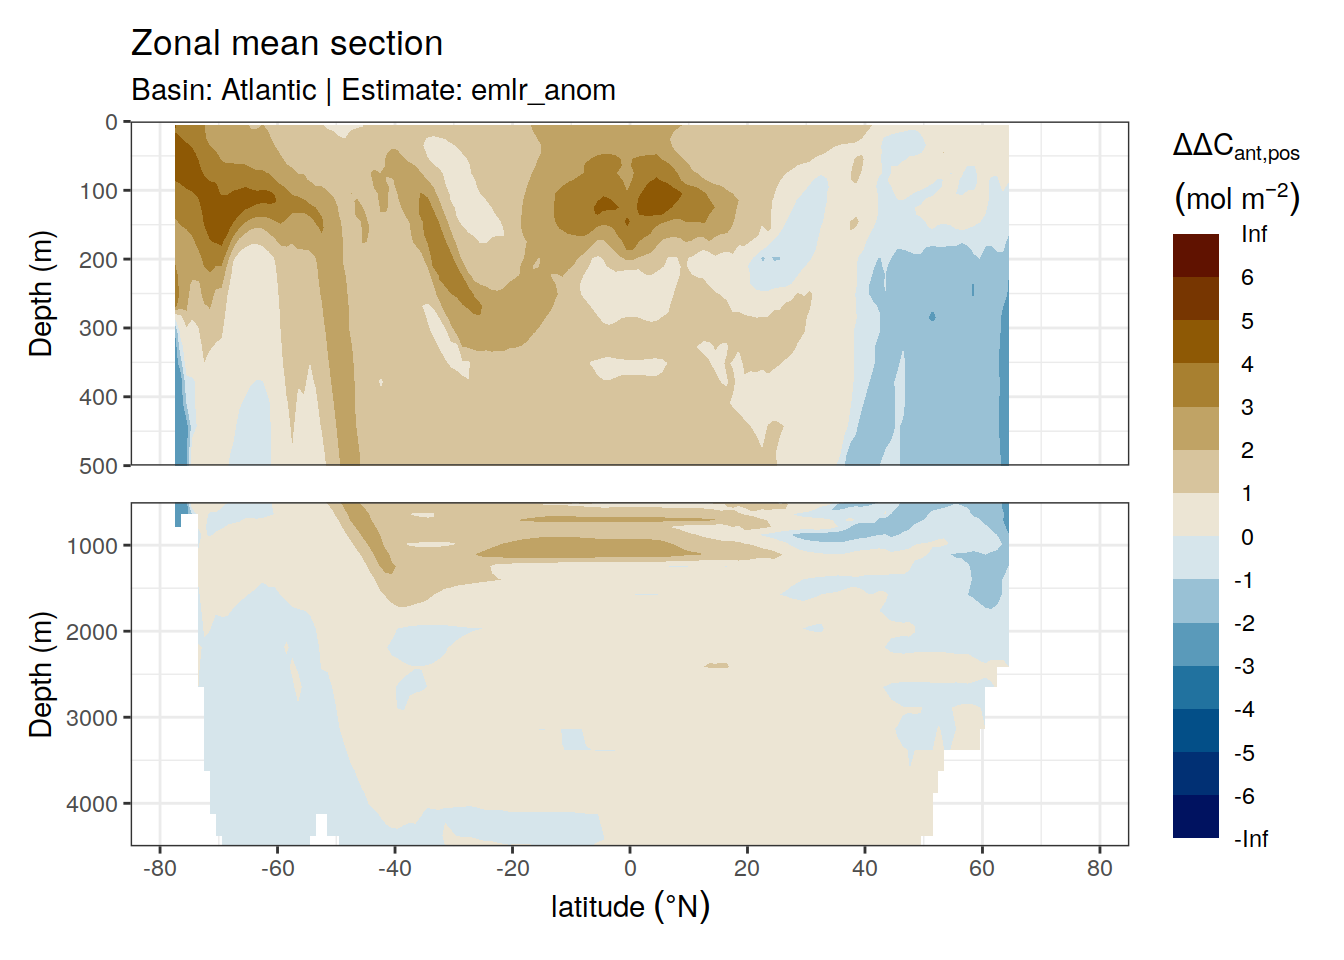 Zonal mean section
Basin: Atlantic | Estimate: emlr_anom
0
100
200
300
400
500
Depth (m)
1000
2000
3000
4000
Depth (m)
-80 -60 -40 -20 0 20 40 60 80
latitude (°N)
ΔΔC_ant,pos
(mol m⁻²)
Inf
6
5
4
3
2
1
0
-1
-2
-3
-4
-5
-6
-Inf